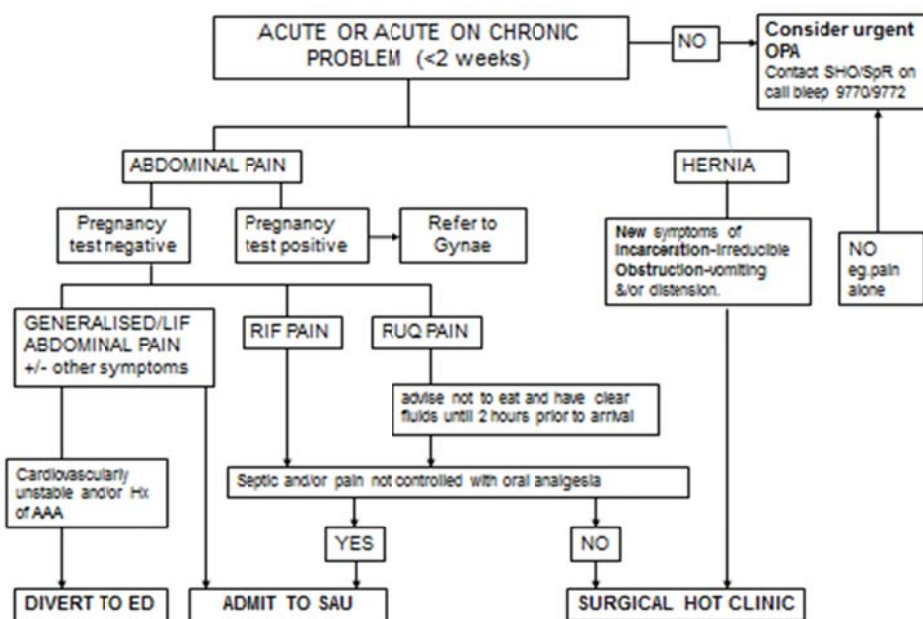 ACUTE OR ACUTE ON CHRONIC
PROBLEM (<2 weeks)
NO
Consider urgent
OPA
Contact SHO/SpR on
call bleep 9770/9772
ABDOMINAL PAIN
HERNIA
Pregnancy
test negative
Pregnancy
test positive
Refer to
Gynae
New symptoms of
Incarceration-Irreducible
Obstruction-vomiting
&/or distension.
NO
eg.pain
alone
GENERALISED/LIF
ABDOMINAL PAIN
+/- other symptoms
RIF PAIN
RUQ PAIN
advise not to eat and have clear
fluids until 2 hours prior to arrival
Cardiovascularly
unstable and/or Hx
of AAA
Septic and/or pain not controlled with oral analgesia
YES
NO
DIVERT TO ED
ADMIT TO SAU
SURGICAL HOT CLINIC